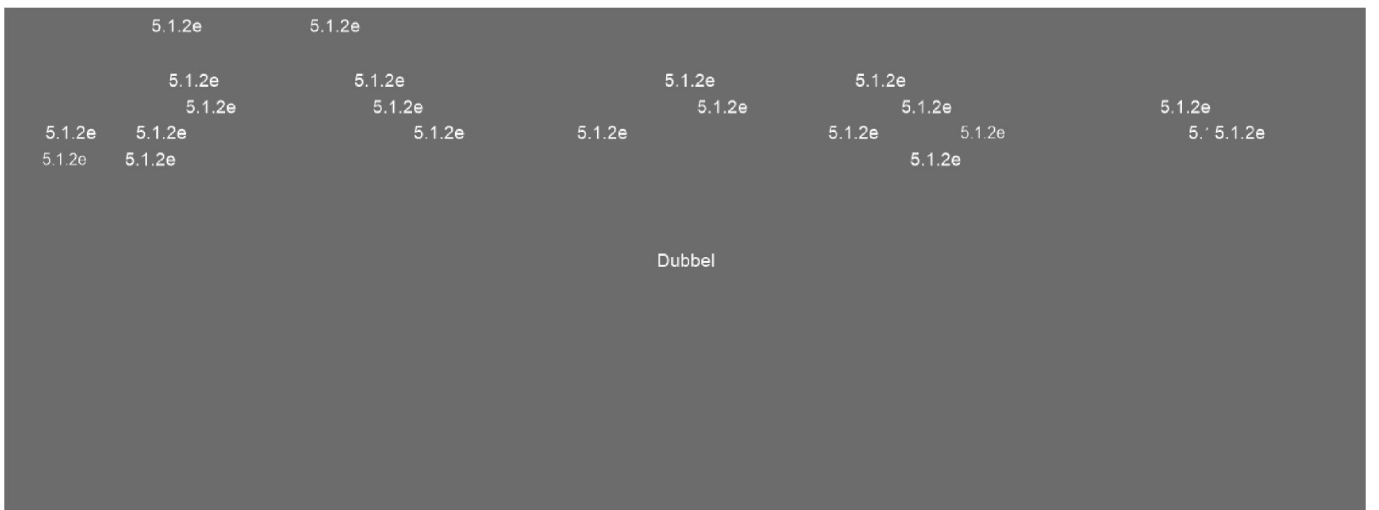 5.1.2e 5.1.2e
5.1.2e 5.1.2e 5.1.2e 5.1.2e
5.1.2e 5.1.2e 5.1.2e 5.1.2e 5.1.2e
5.1.2e 5.1.2e 5.1.2e 5.1.2e 5.1.2e 5.1.2e 5.1 5.1.2e
5.1.2e 5.1.2e 5.1.2e
Dubbel